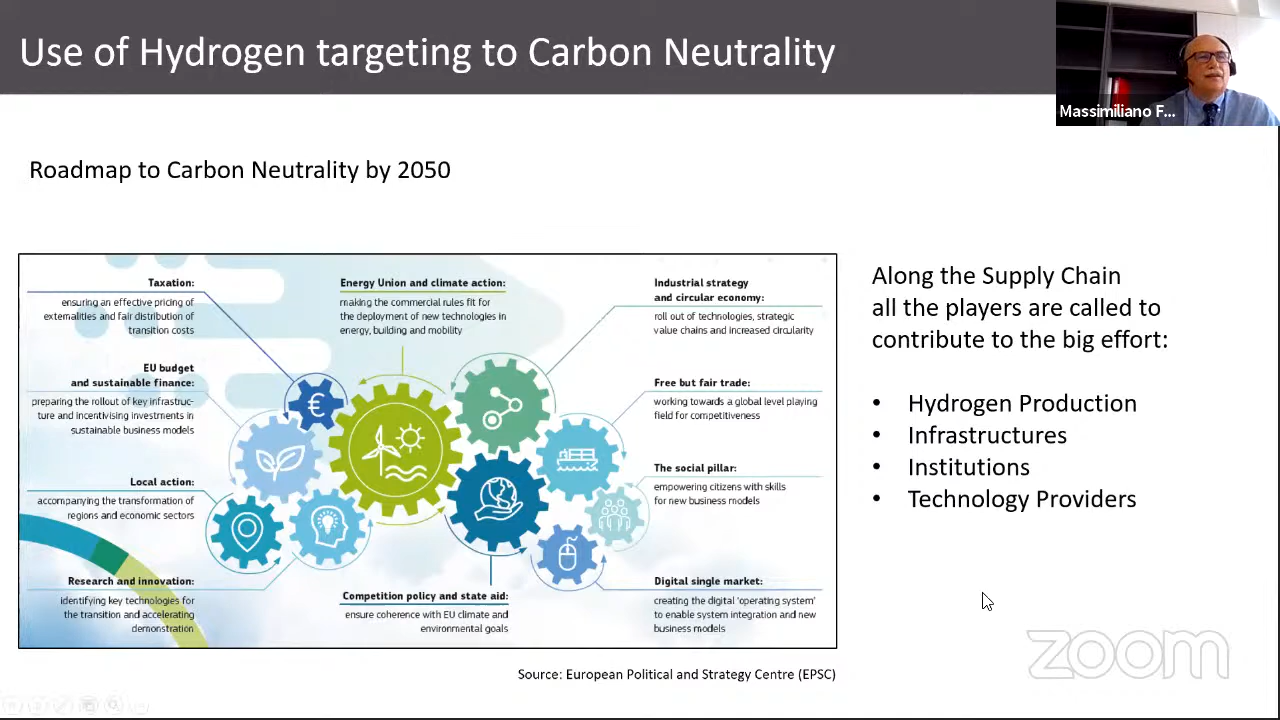 Use of Hydrogen targeting to Carbon Neutrality
Massimiliano F...
Roadmap to Carbon Neutrality by 2050
Taxation:
ensuring an effective pricing of
externalities and fair distribution of
transition costs
EU budget
and sustainable finance:
preparing the rollout of key infrastruc-
ture and incentivising investments in
sustainable business models
Local action:
accompanying the transformation of
regions and economic sectors
Research and innovation:
identifying key technologies for
the transition and accelerating
demonstration
Energy Union and climate action:
making the commercial rules fit for
the deployment of new technologies in
energy, building and mobility
€
Competition policy and state aid:
ensure coherence with EU climate and
environmental goals
Industrial strategy
and circular economy:
roll out of technologies, strategic
value chains and increased circularity
Free but fair trade:
working towards a global level playing
field for competitiveness
The social pillar:
empowering citizens with skills
for new business models
Digital single market:
creating the digital 'operating system'
to enable system integration and new
business models
Source: European Political and Strategy Centre (EPSC)
Along the Supply Chain
all the players are called to
contribute to the big effort:
• Hydrogen Production
• Infrastructures
• Institutions
• Technology Providers
zoom